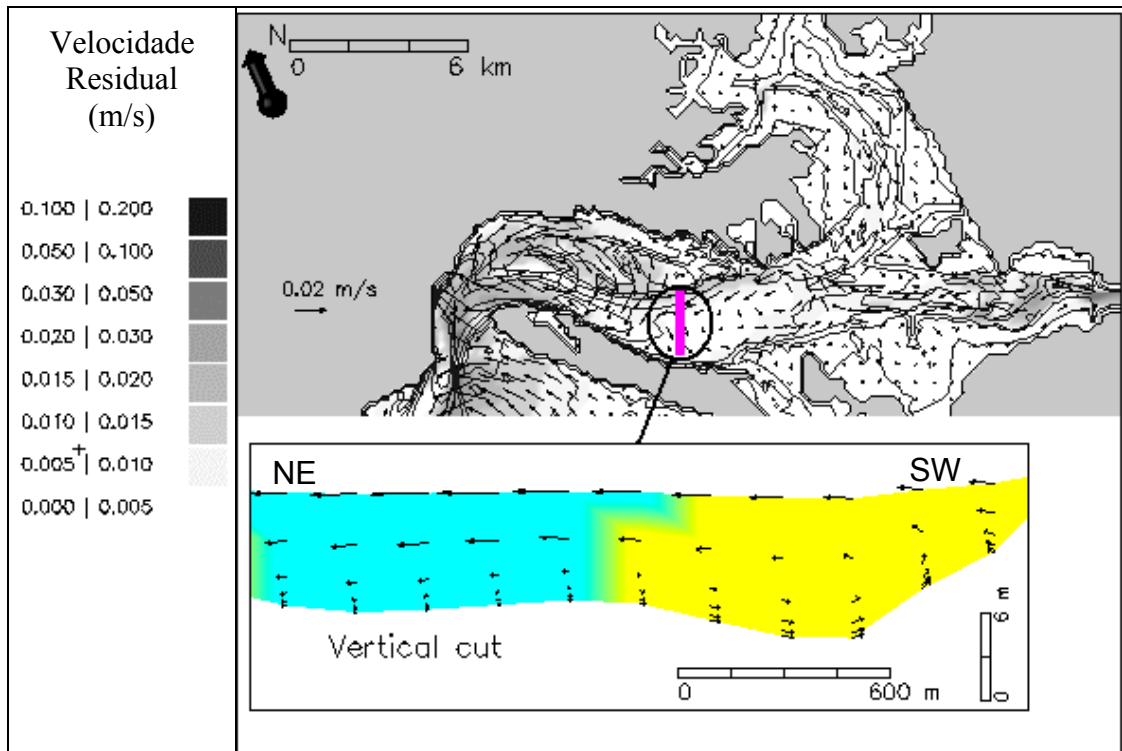 Velocidade
Residual
(m/s)
0.100 | 0.200
0.050 | 0.100
0.030 | 0.050
0.020 | 0.030
0.015 | 0.020
0.010 | 0.015
0.005 | 0.010
0.000 | 0.005
N
0 6 km
0.02 m/s
NE SW
Vertical cut
0 600 m
0 6 m